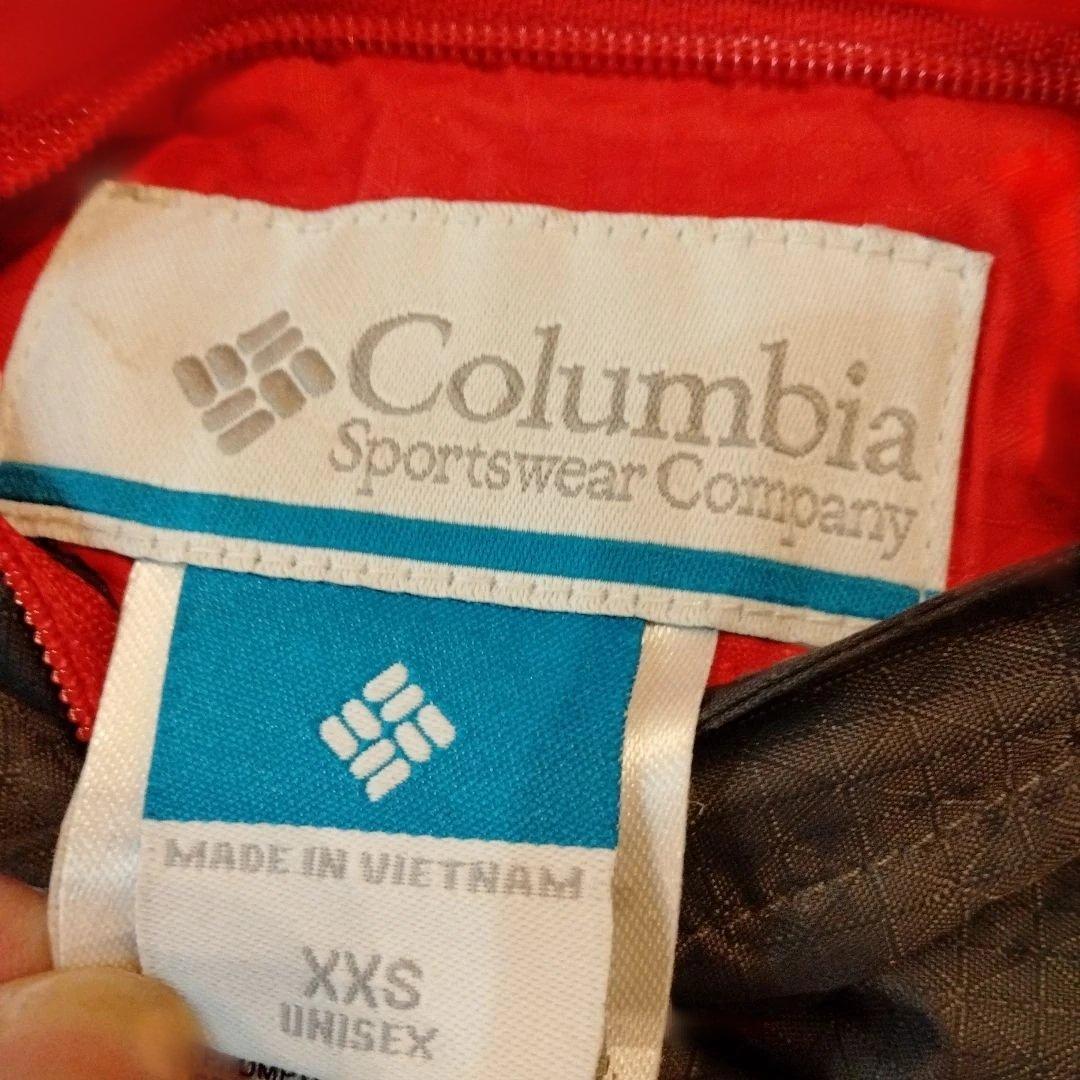 Columbia
Sportswear Company
MADE IN VIETNAM
XXS
UNISEX